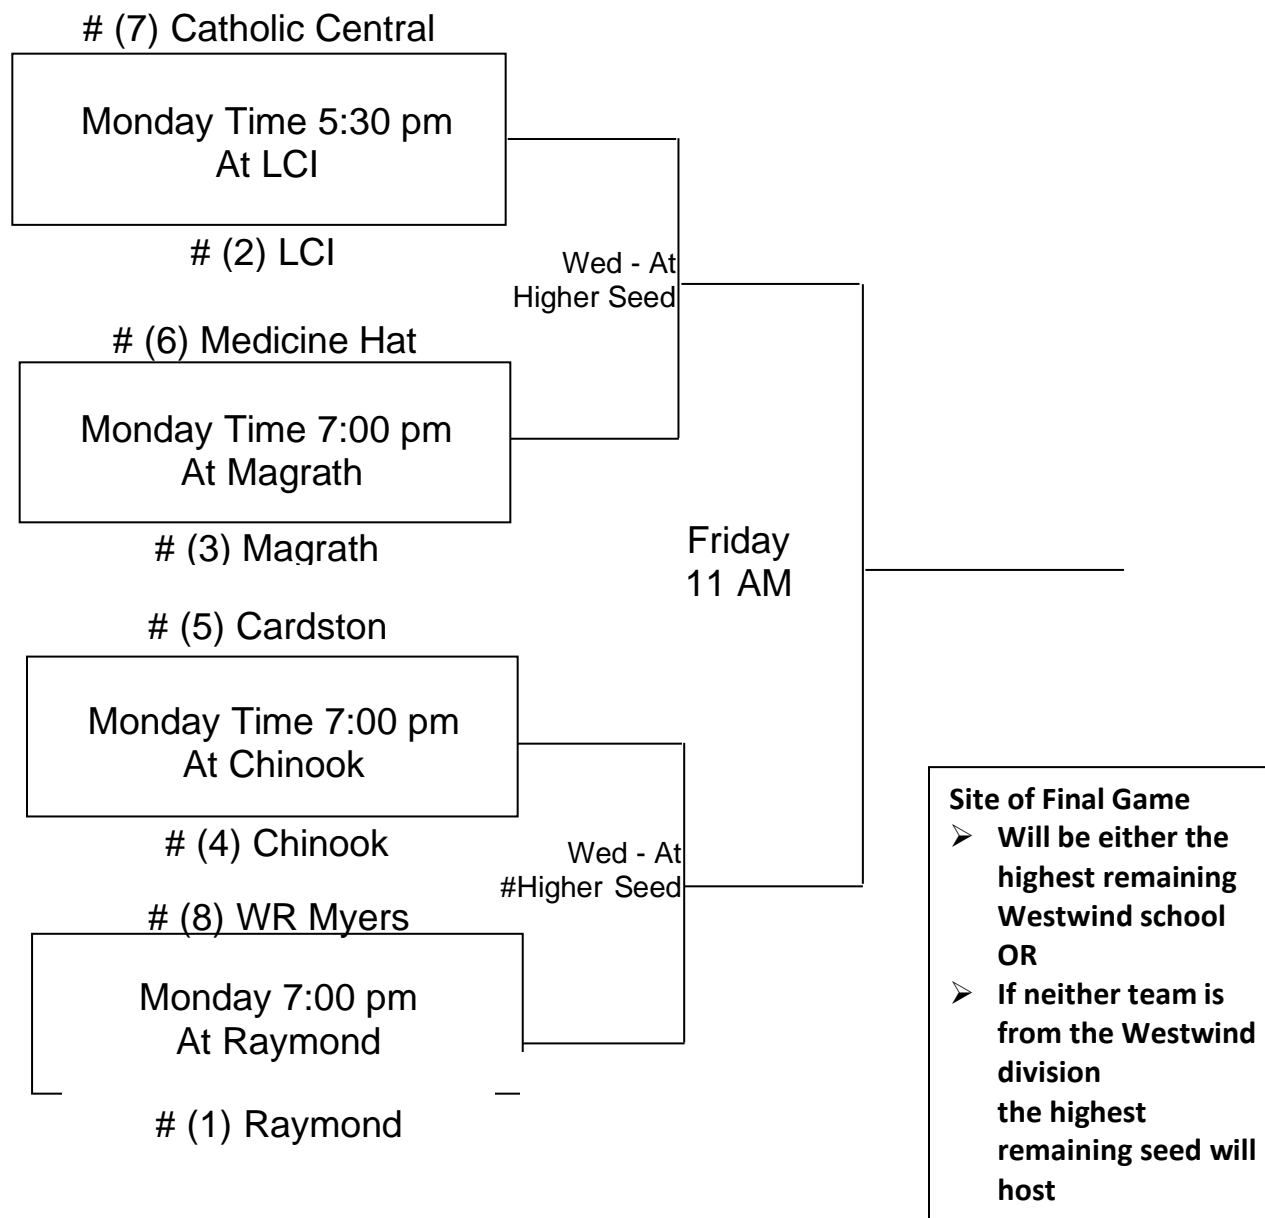 # (7) Catholic Central
Monday Time 5:30 pm
At LCI
# (2) LCI
Wed - At
Higher Seed
# (6) Medicine Hat
Monday Time 7:00 pm
At Magrath
# (3) Magrath
Friday
11 AM
# (5) Cardston
Monday Time 7:00 pm
At Chinook
# (4) Chinook
Wed - At
#Higher Seed
# (8) WR Myers
Monday 7:00 pm
At Raymond
# (1) Raymond
Site of Final Game
➢ Will be either the
highest remaining
Westwind school
OR
➢ If neither team is
from the Westwind
division
the highest
remaining seed will
host